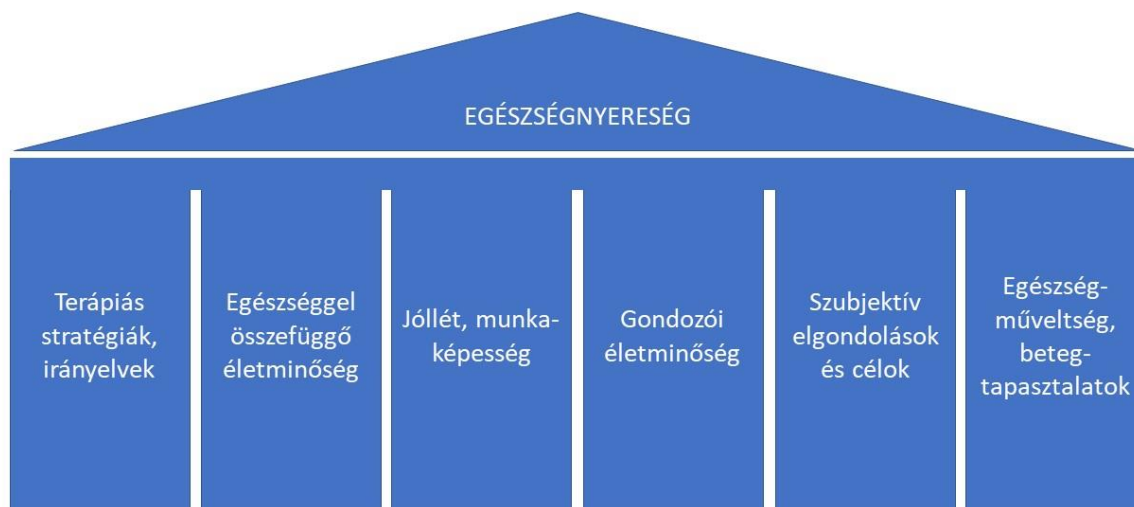 EGÉSZSÉGNYERESÉG
Terápiás
stratégiák,
irányelvek
Egészséggel
összefüggő
életminőség
Jóllét, munka-
képesség
Gondozói
életminőség
Szubjektív
elgondolások
és célok
Egészség-
műveltség,
beteg-
tapasztalatok